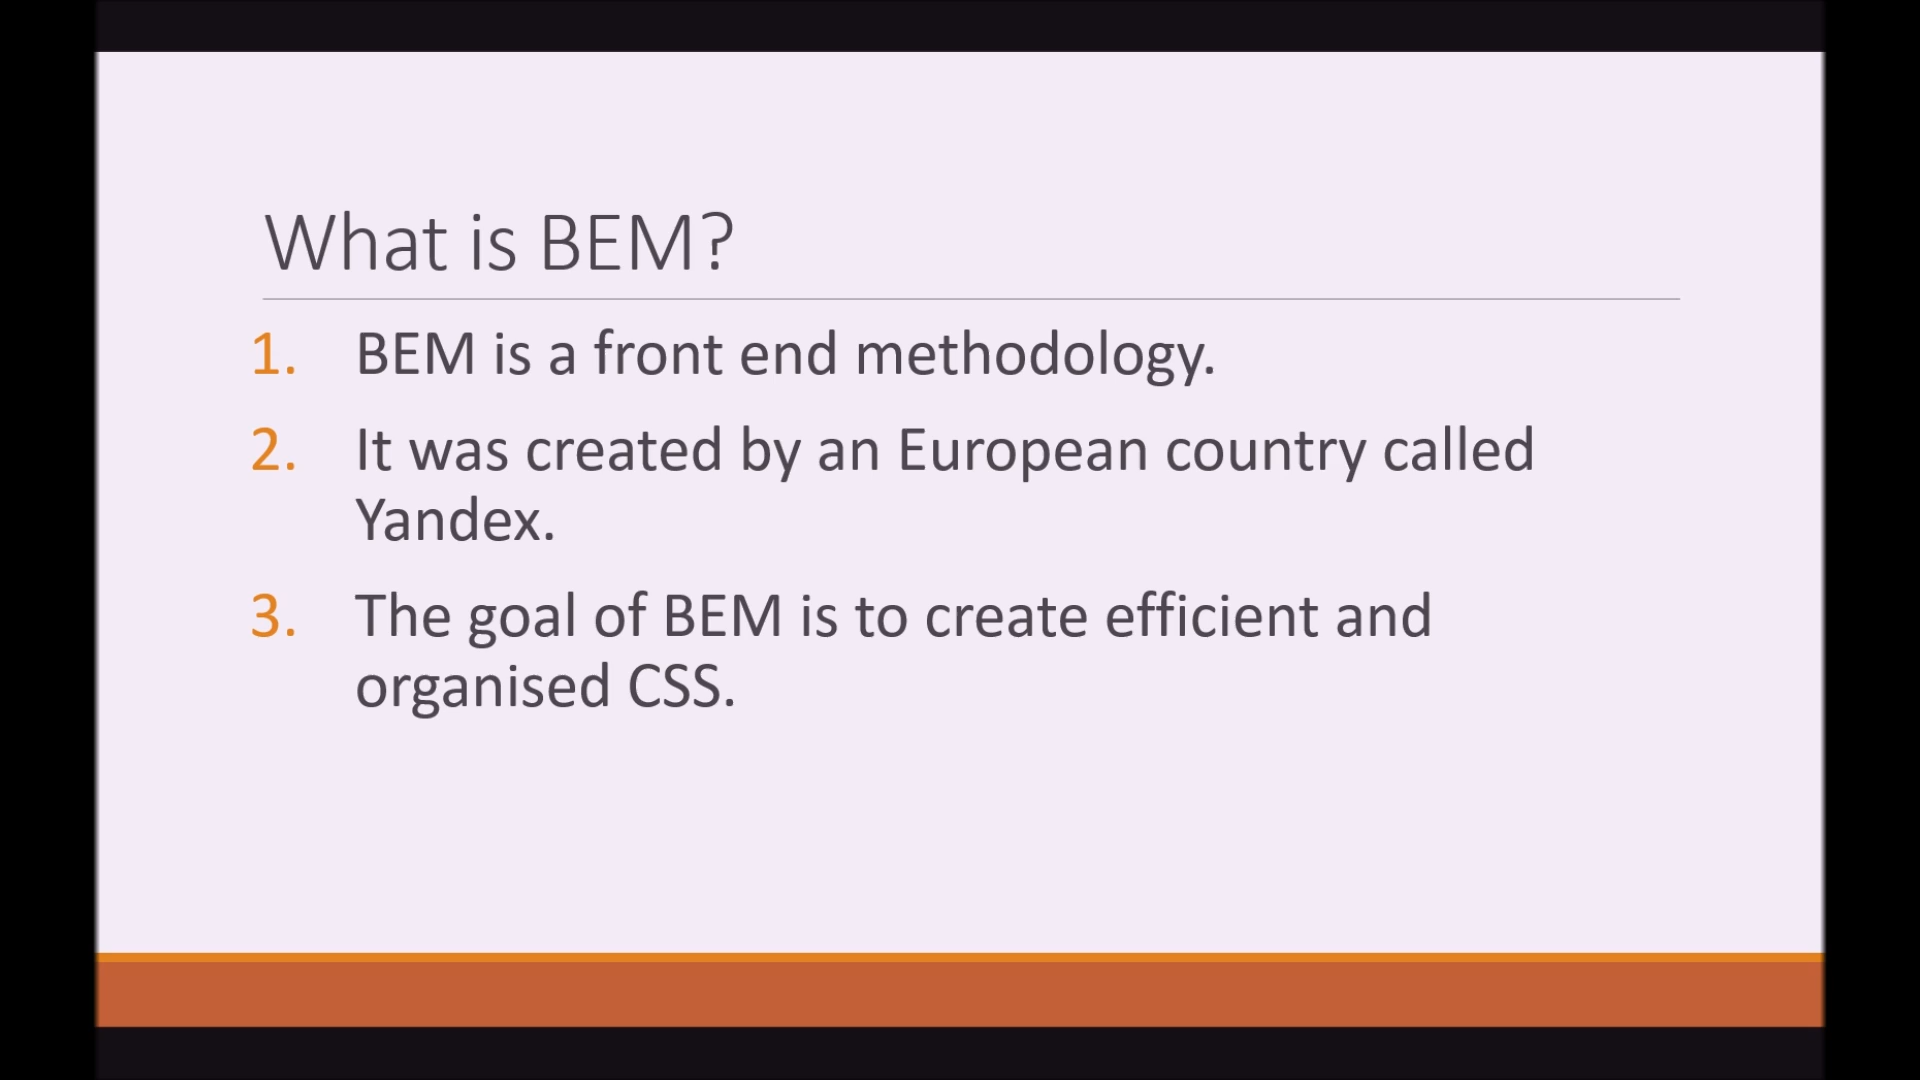 What is BEM?
1. BEM is a front end methodology.
2. It was created by an European country called
Yandex.
3. The goal of BEM is to create efficient and
organised CSS.